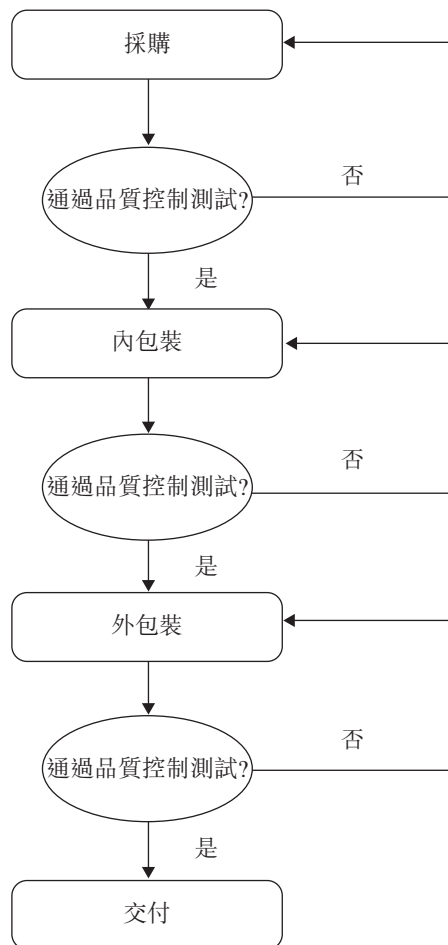 採購
通過品質控制測試?
否
是
內包裝
通過品質控制測試?
否
是
外包裝
通過品質控制測試?
否
是
交付